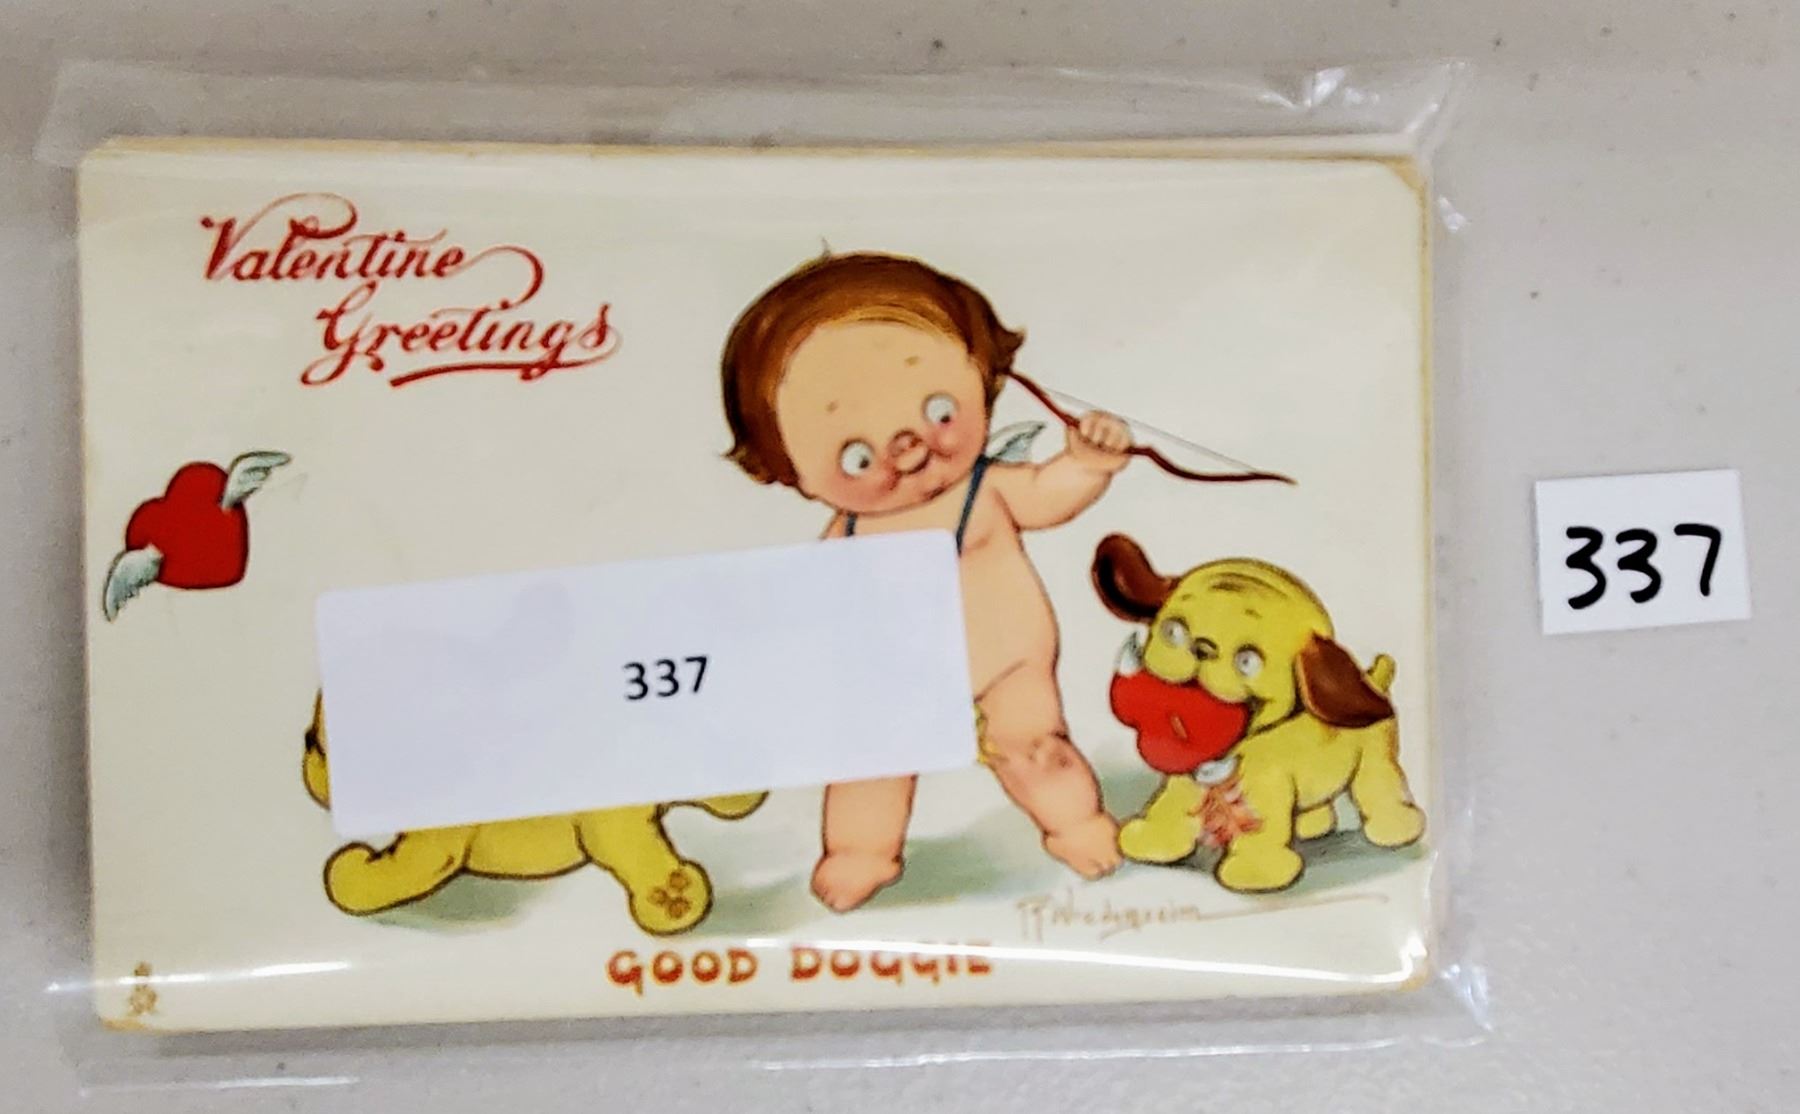 Valentine
Greetings
337
337
GOOD DOGGIE